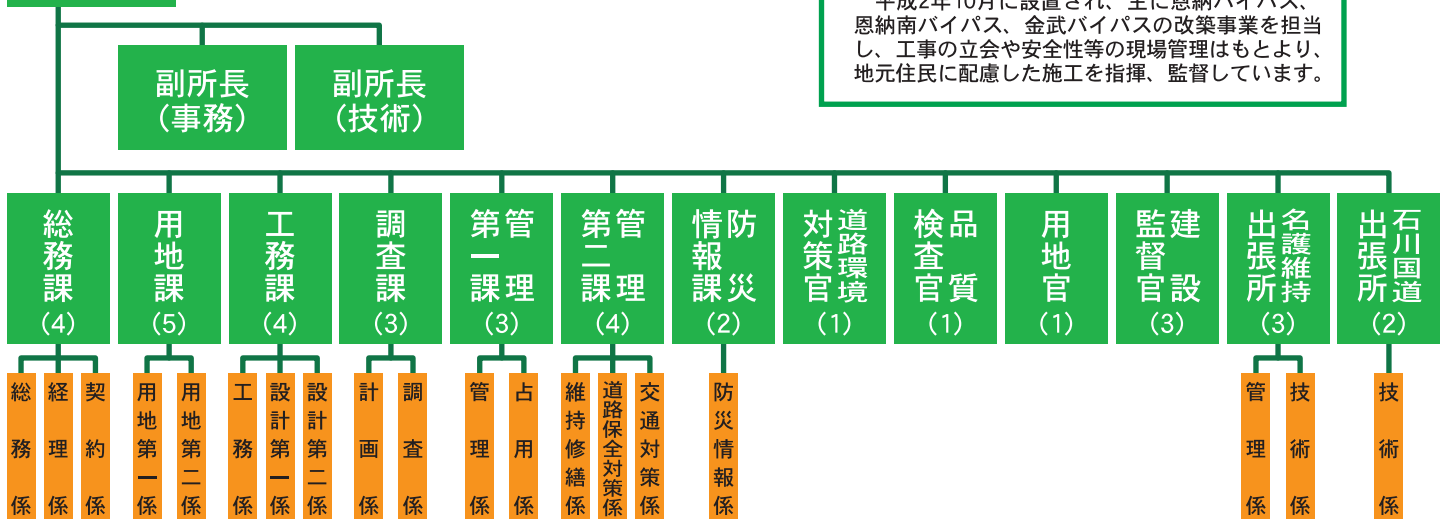 平成2年10月に設置され、主に恩納バイパス、
恩納南バイパス、金武バイパスの改築事業を担当
し、工事の立会や安全性等の現場管理はもとより、
地元住民に配慮した施工を指揮、監督しています。
副所長
(事務)
副所長
(技術)
総務課
(4)
用地課
(5)
工務課
(4)
調査課
(3)
管理
第一課
(3)
管理
第二課
(4)
防災
情報課
(2)
道路環境
対策官
(1)
品質
検査官
(1)
用地官
(1)
建設
監督官
(3)
名護維持
出張所
(3)
石川国道
出張所
(2)
総務係
経理係
契約係
用地第一係
用地第二係
工務係
設計第一係
設計第二係
計画係
調査係
管理係
占用係
維持修繕係
道路保全対策係
交通対策係
防災情報係
管理係
技術係
技術係